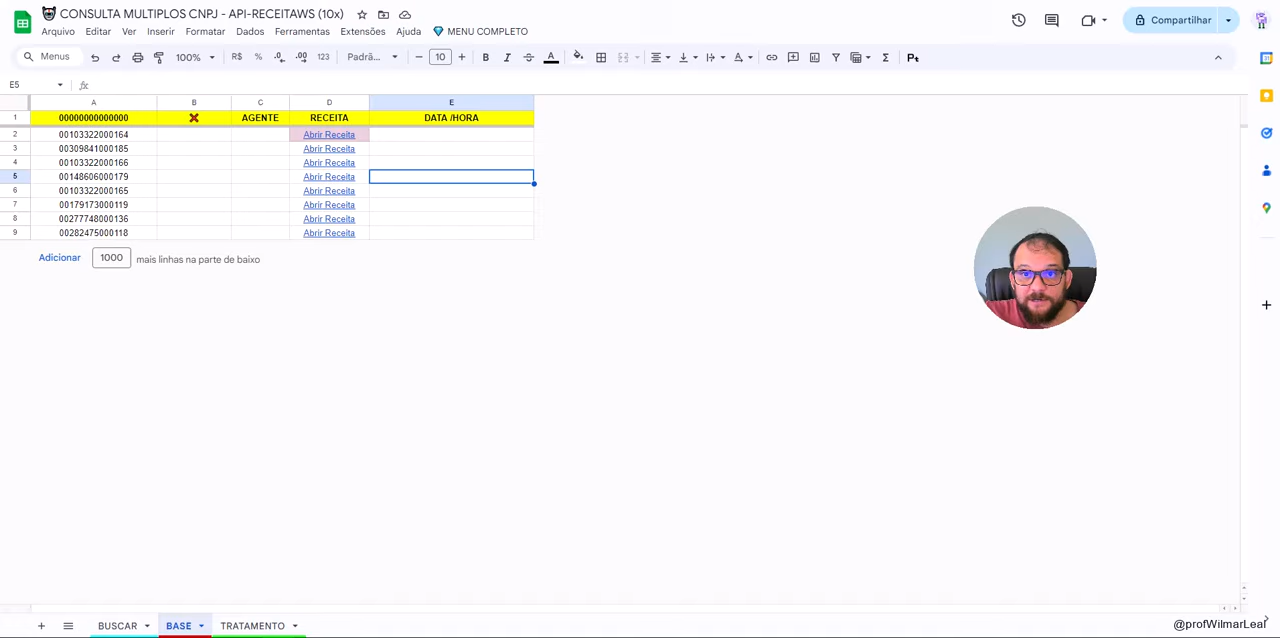 CONSULTA MULTIPLOS CNPJ - API-RECEITAWS (10x)
Arquivo Editar Ver Inserir Formatar Dados Ferramentas Extensões Ajuda MENU COMPLETO
Compartilhar
Menus 100% R$ % .0 .00 123 Padrã... 10 B I S A Σ Pt
E5 fx
A B C D E
1 00000000000000 AGENTE RECEITA DATA /HORA
2 00103322000164 Abrir Receita
3 00309841000185 Abrir Receita
4 00103322000166 Abrir Receita
5 00148606000179 Abrir Receita
6 00103322000165 Abrir Receita
7 00179173000119 Abrir Receita
8 00277748000136 Abrir Receita
9 00282475000118 Abrir Receita
Adicionar 1000 mais linhas na parte de baixo
BUSCAR BASE TRATAMENTO
@profWilmarLeal